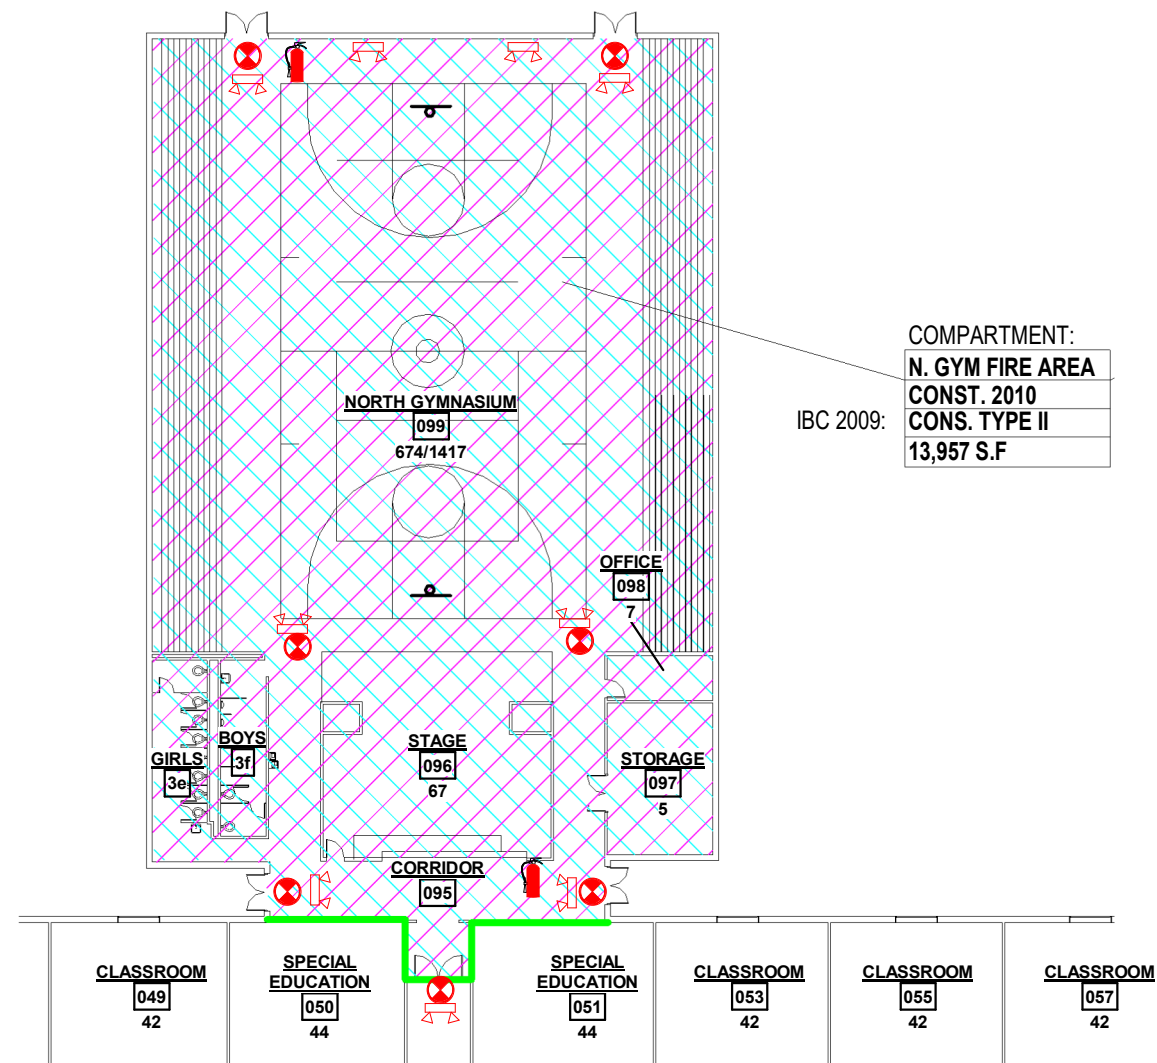 COMPARTMENT:
N. GYM FIRE AREA
CONST. 2010
IBC 2009:
CONS. TYPE II
13,957 S.F
NORTH GYMNASIUM
099
674/1417
OFFICE
098
7
GIRLS
3e
BOYS
3f
STAGE
096
67
STORAGE
097
5
CORRIDOR
095
CLASSROOM
049
42
SPECIAL
EDUCATION
050
44
SPECIAL
EDUCATION
051
44
CLASSROOM
053
42
CLASSROOM
055
42
CLASSROOM
057
42